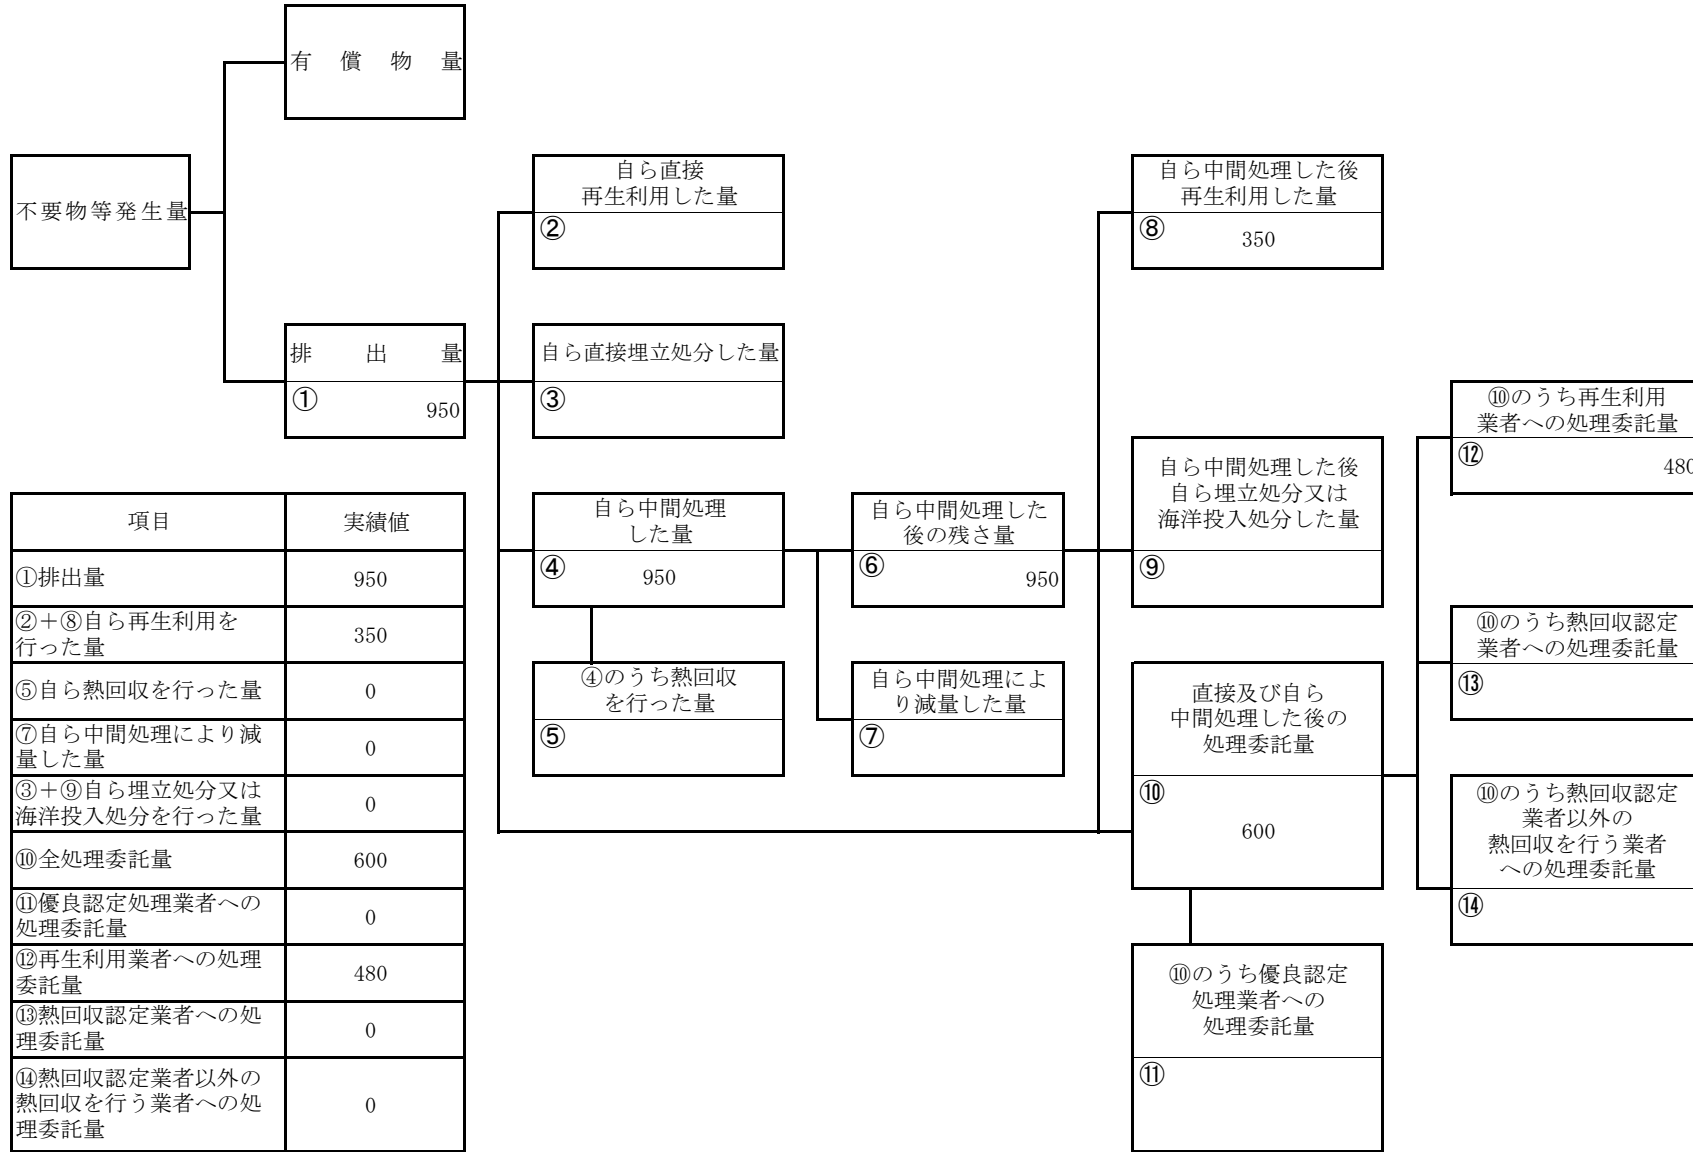 有償物量
不要物等発生量
排出量
①
950
自ら直接
再生利用した量
②
自ら直接埋立処分した量
③
自ら中間処理
した量
④
950
④のうち熱回収
を行った量
⑤
自ら中間処理した
後の残さ量
⑥
950
自ら中間処理によ
り減量した量
⑦
自ら中間処理した後
再生利用した量
⑧
350
自ら中間処理した後
自ら埋立処分又は
海洋投入処分した量
⑨
直接及び自ら
中間処理した後の
処理委託量
⑩
600
⑩のうち優良認定
処理業者への
処理委託量
⑪
⑩のうち再生利用
業者への処理委託量
⑫
480
⑩のうち熱回収認定
業者への処理委託量
⑬
⑩のうち熱回収認定
業者以外の
熱回収を行う業者
への処理委託量
⑭
項目 実績値
①排出量 950
②＋⑧自ら再生利用を
行った量 350
⑤自ら熱回収を行った量 0
⑦自ら中間処理により減
量した量 0
③＋⑨自ら埋立処分又は
海洋投入処分を行った量 0
⑩全処理委託量 600
⑪優良認定処理業者への
処理委託量 0
⑫再生利用業者への処理
委託量 480
⑬熱回収認定業者への処
理委託量 0
⑭熱回収認定業者以外の
熱回収を行う業者への処
理委託量 0